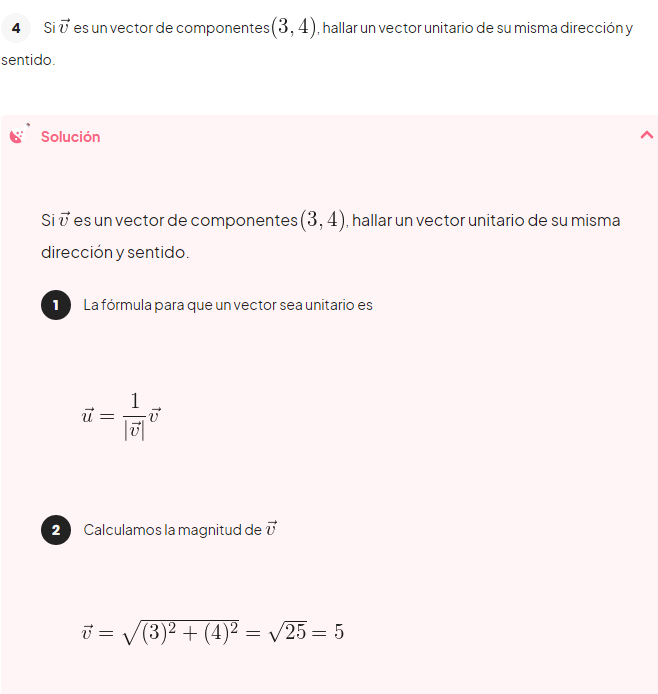 4 Si $\vec{v}$ es un vector de componentes $(3, 4)$, hallar un vector unitario de su misma dirección y
sentido.
Solución
Si $\vec{v}$ es un vector de componentes $(3, 4)$, hallar un vector unitario de su misma
dirección y sentido.
1 La fórmula para que un vector sea unitario es
$\vec{u} = \frac{1}{|\vec{v}|}\vec{v}$
2 Calculamos la magnitud de $\vec{v}$
$\vec{v} = \sqrt{(3)^2 + (4)^2} = \sqrt{25} = 5$